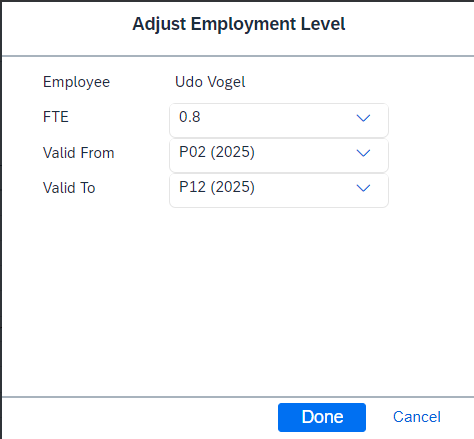 Adjust Employment Level
Employee Udo Vogel
FTE 0.8
Valid From P02 (2025)
Valid To P12 (2025)
Done Cancel